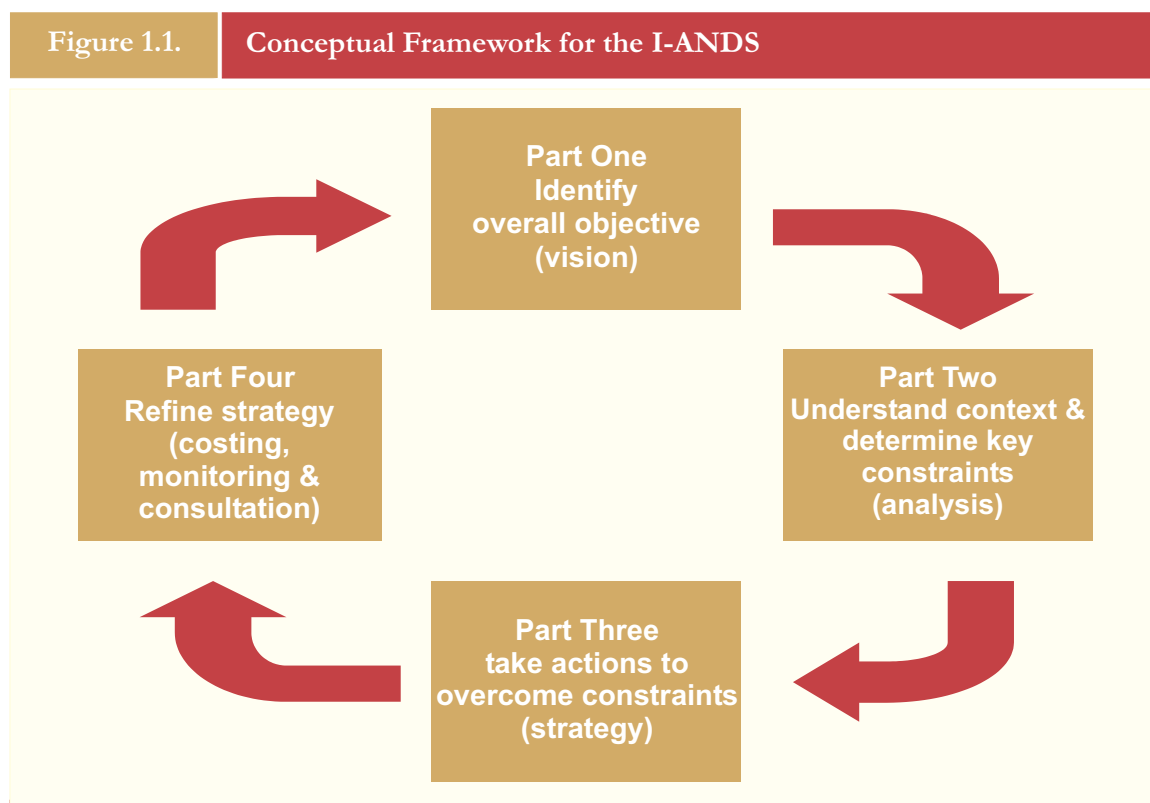 Figure 1.1.
Conceptual Framework for the I-ANDS
Part One
Identify
overall objective
(vision)
Part Two
Understand context &
determine key
constraints
(analysis)
Part Three
take actions to
overcome constraints
(strategy)
Part Four
Refine strategy
(costing,
monitoring &
consultation)